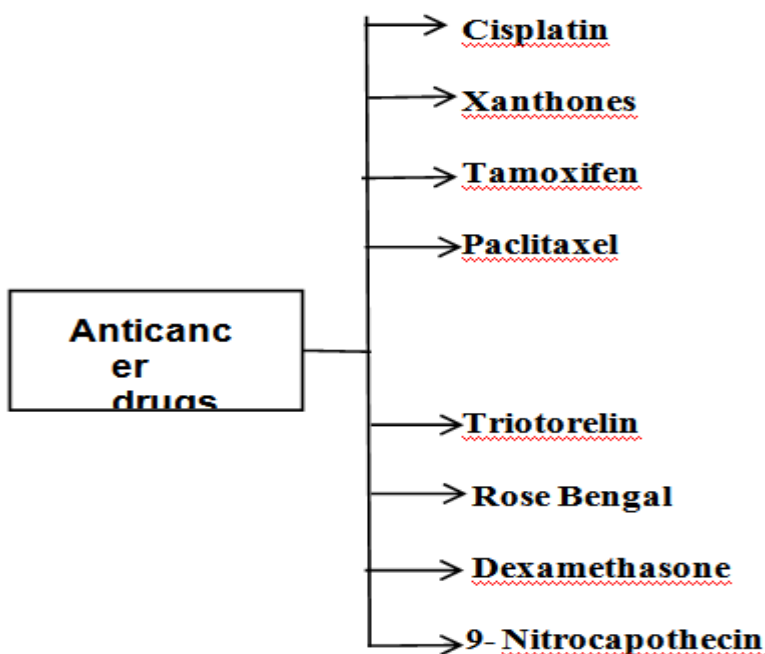 Cisplatin
Xanthones
Tamoxifen
Paclitaxel
Anticanc
er
drugs
Triotorelin
Rose Bengal
Dexamethasone
9- Nitrocapothecin